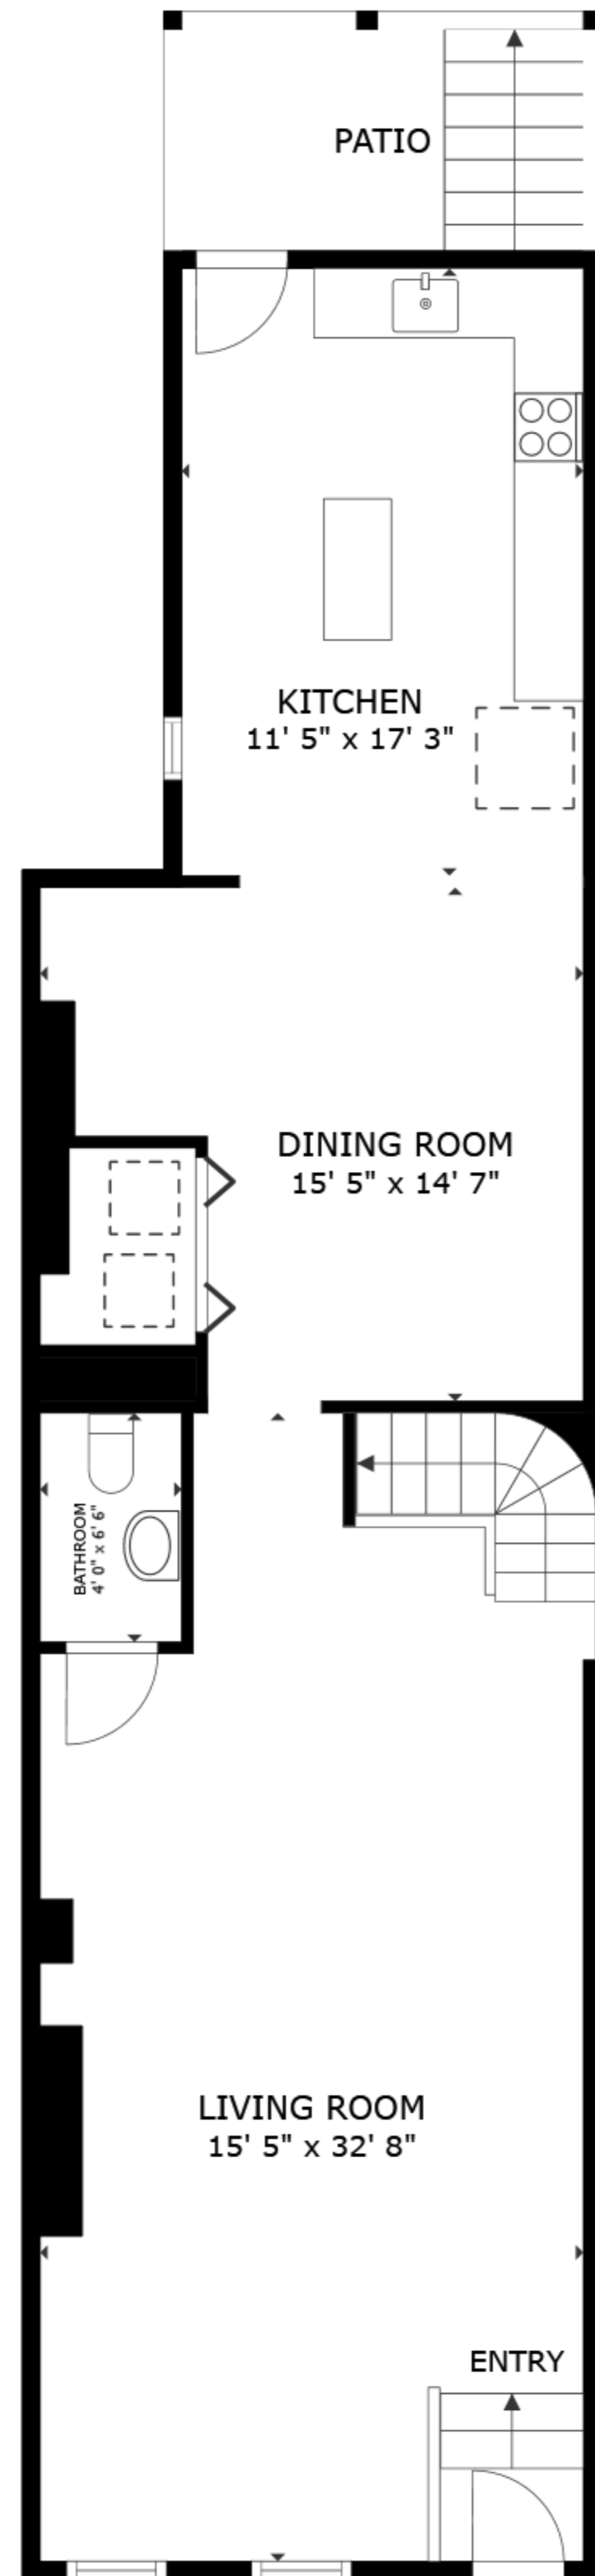 PATIO
KITCHEN
11' 5" x 17' 3"
DINING ROOM
15' 5" x 14' 7"
BATHROOM
4' 0" x 6' 6"
LIVING ROOM
15' 5" x 32' 8"
ENTRY